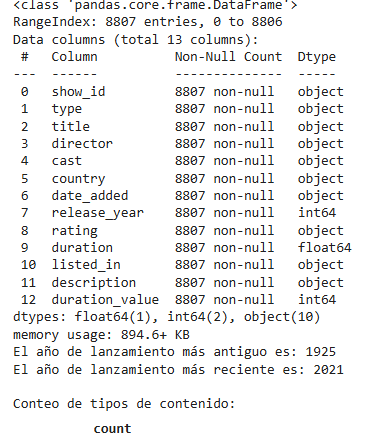 <class 'pandas.core.frame.DataFrame'>
RangeIndex: 8807 entries, 0 to 8806
Data columns (total 13 columns):
 #   Column          Non-Null Count  Dtype
---  ------          --------------  -----
 0   show_id         8807 non-null   object
 1   type            8807 non-null   object
 2   title           8807 non-null   object
 3   director        8807 non-null   object
 4   cast            8807 non-null   object
 5   country         8807 non-null   object
 6   date_added      8807 non-null   object
 7   release_year    8807 non-null   int64
 8   rating          8807 non-null   object
 9   duration        8807 non-null   float64
 10  listed_in       8807 non-null   object
 11  description     8807 non-null   object
 12  duration_value  8807 non-null   int64
dtypes: float64(1), int64(2), object(10)
memory usage: 894.6+ KB
El año de lanzamiento más antiguo es: 1925
El año de lanzamiento más reciente es: 2021
Conteo de tipos de contenido:
count